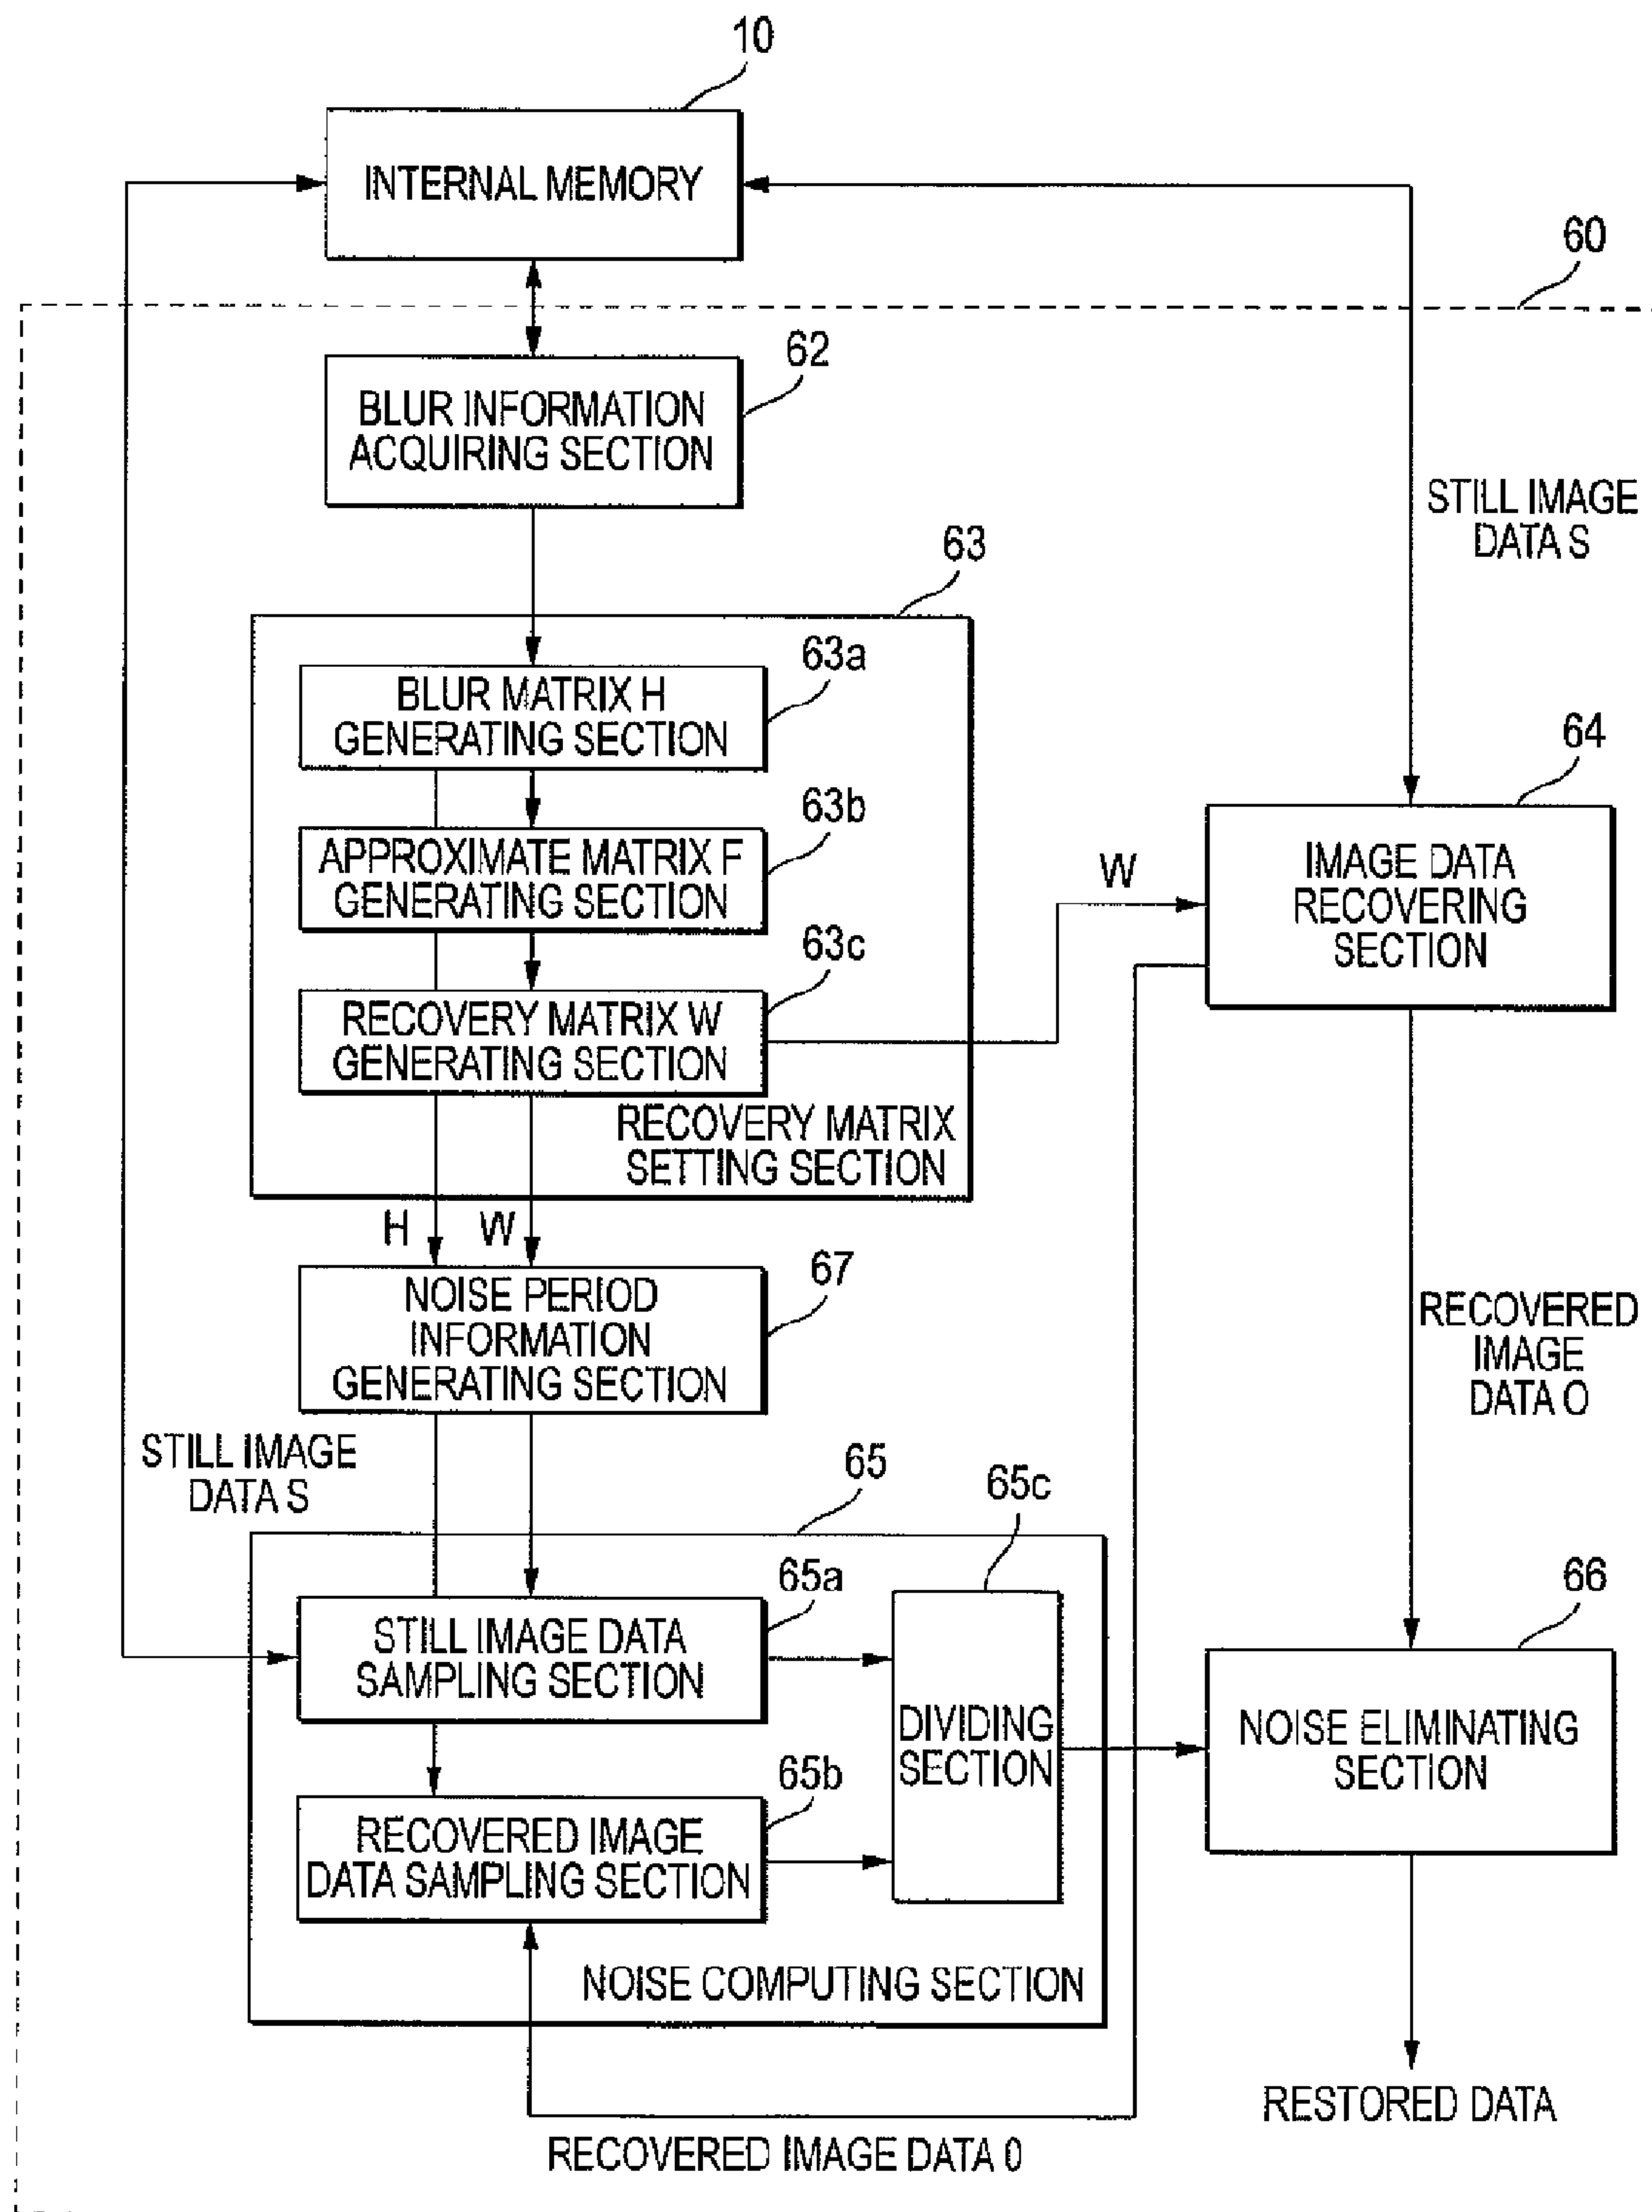 10
INTERNAL MEMORY
60
62
BLUR INFORMATION
ACQUIRING SECTION
STILL IMAGE
DATA S
63
63a
BLUR MATRIX H
GENERATING SECTION
63b
APPROXIMATE MATRIX F
GENERATING SECTION
63c
RECOVERY MATRIX W
GENERATING SECTION
RECOVERY MATRIX
SETTING SECTION
W
64
IMAGE DATA
RECOVERING
SECTION
H
W
67
NOISE PERIOD
INFORMATION
GENERATING SECTION
RECOVERED
IMAGE
DATA O
STILL IMAGE
DATA S
65
65a
STILL IMAGE DATA
SAMPLING SECTION
65b
RECOVERED IMAGE
DATA SAMPLING SECTION
65c
DIVIDING
SECTION
NOISE COMPUTING SECTION
66
NOISE ELIMINATING
SECTION
RESTORED DATA
RECOVERED IMAGE DATA 0